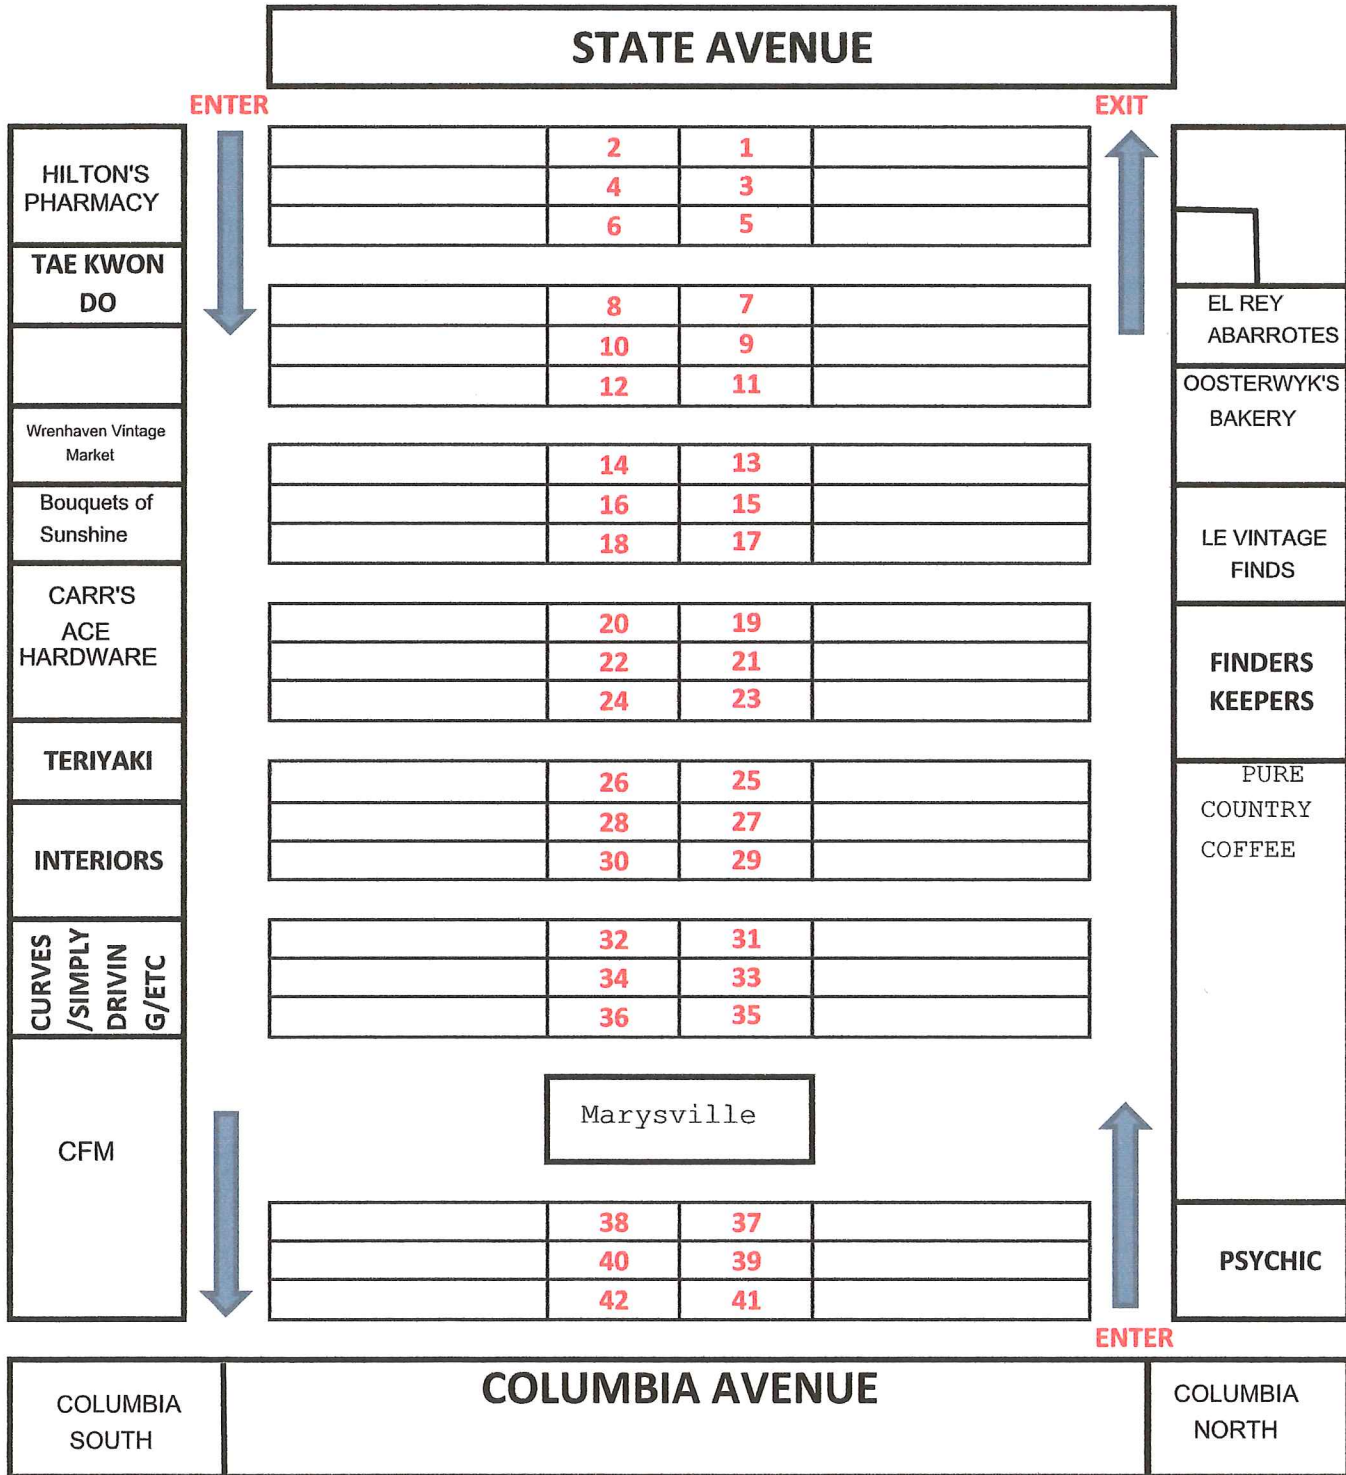 STATE AVENUE
ENTER
EXIT
HILTON'S
PHARMACY
TAE KWON
DO
Wrenhaven Vintage
Market
Bouquets of
Sunshine
CARR'S
ACE
HARDWARE
TERIYAKI
INTERIORS
CURVES
/SIMPLY
DRIVIN
G/ETC
CFM
2 1
4 3
6 5
8 7
10 9
12 11
14 13
16 15
18 17
20 19
22 21
24 23
26 25
28 27
30 29
32 31
34 33
36 35
Marysville
38 37
40 39
42 41
EL REY
ABARROTES
OOSTERWYK'S
BAKERY
LE VINTAGE
FINDS
FINDERS
KEEPERS
PURE
COUNTRY
COFFEE
PSYCHIC
ENTER
COLUMBIA
SOUTH
COLUMBIA AVENUE
COLUMBIA
NORTH